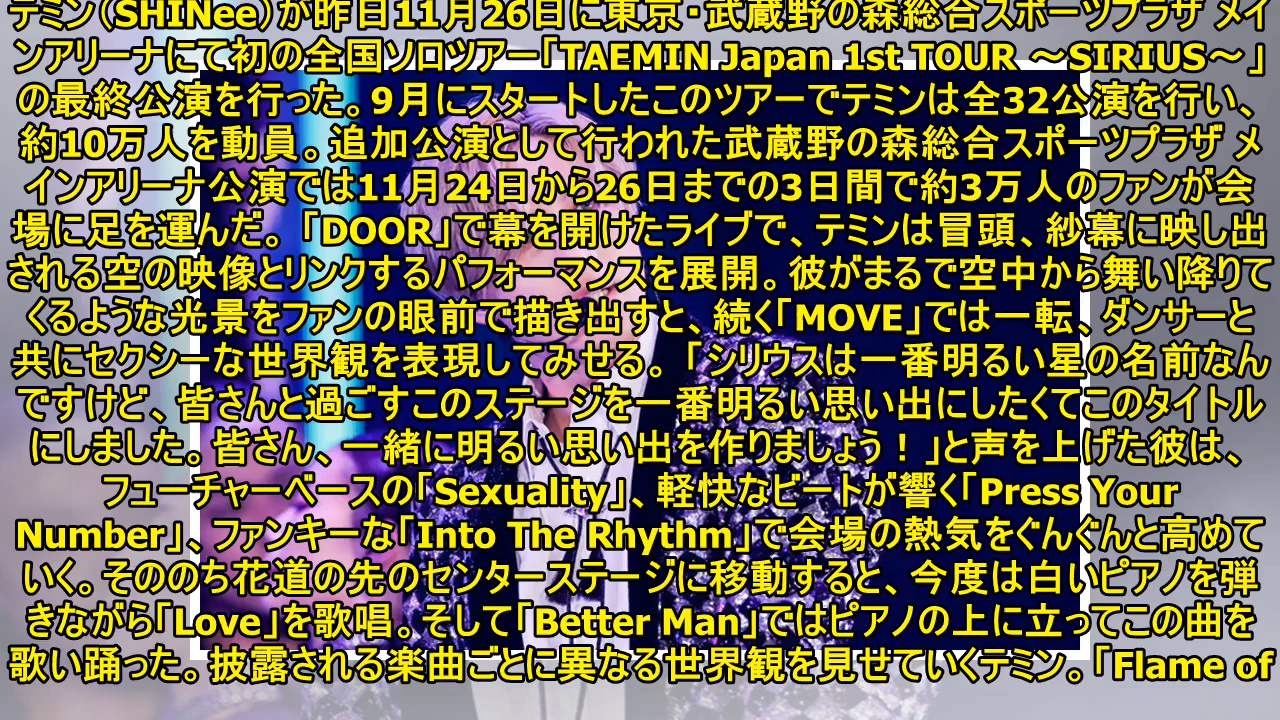 テミン（SHINee）が昨日11月26日に東京・武蔵野の森総合スポーツプラザ メイ
ンアリーナにて初の全国ソロツアー「TAEMIN Japan 1st TOUR ～SIRIUS～」
の最終公演を行った。9月にスタートしたこのツアーでテミンは全32公演を行い、
約10万人を動員。追加公演として行われた武蔵野の森総合スポーツプラザ メ
インアリーナ公演では11月24日から26日までの3日間で約3万人のファンが会
場に足を運んだ。「DOOR」で幕を開けたライブで、テミンは冒頭、紗幕に映し出
される空の映像とリンクするパフォーマンスを展開。彼がまるで空中から舞い降りて
くるような光景をファンの眼前で描き出すと、続く「MOVE」では一転、ダンサーと
共にセクシーな世界観を表現してみせる。「シリウスは一番明るい星の名前なん
ですけど、皆さんと過ごすこのステージを一番明るい思い出にしたくてこのタイトル
にしました。皆さん、一緒に明るい思い出を作りましょう！」と声を上げた彼は、
フューチャーベースの「Sexuality」、軽快なビートが響く「Press Your
Number」、ファンキーな「Into The Rhythm」で会場の熱気をぐんぐんと高めて
いく。そののち花道の先のセンターステージに移動すると、今度は白いピアノを弾
きながら「Love」を歌唱。そして「Better Man」ではピアノの上に立ってこの曲を
歌い踊った。披露される楽曲ごとに異なる世界観を見せていくテミン。「Flame of